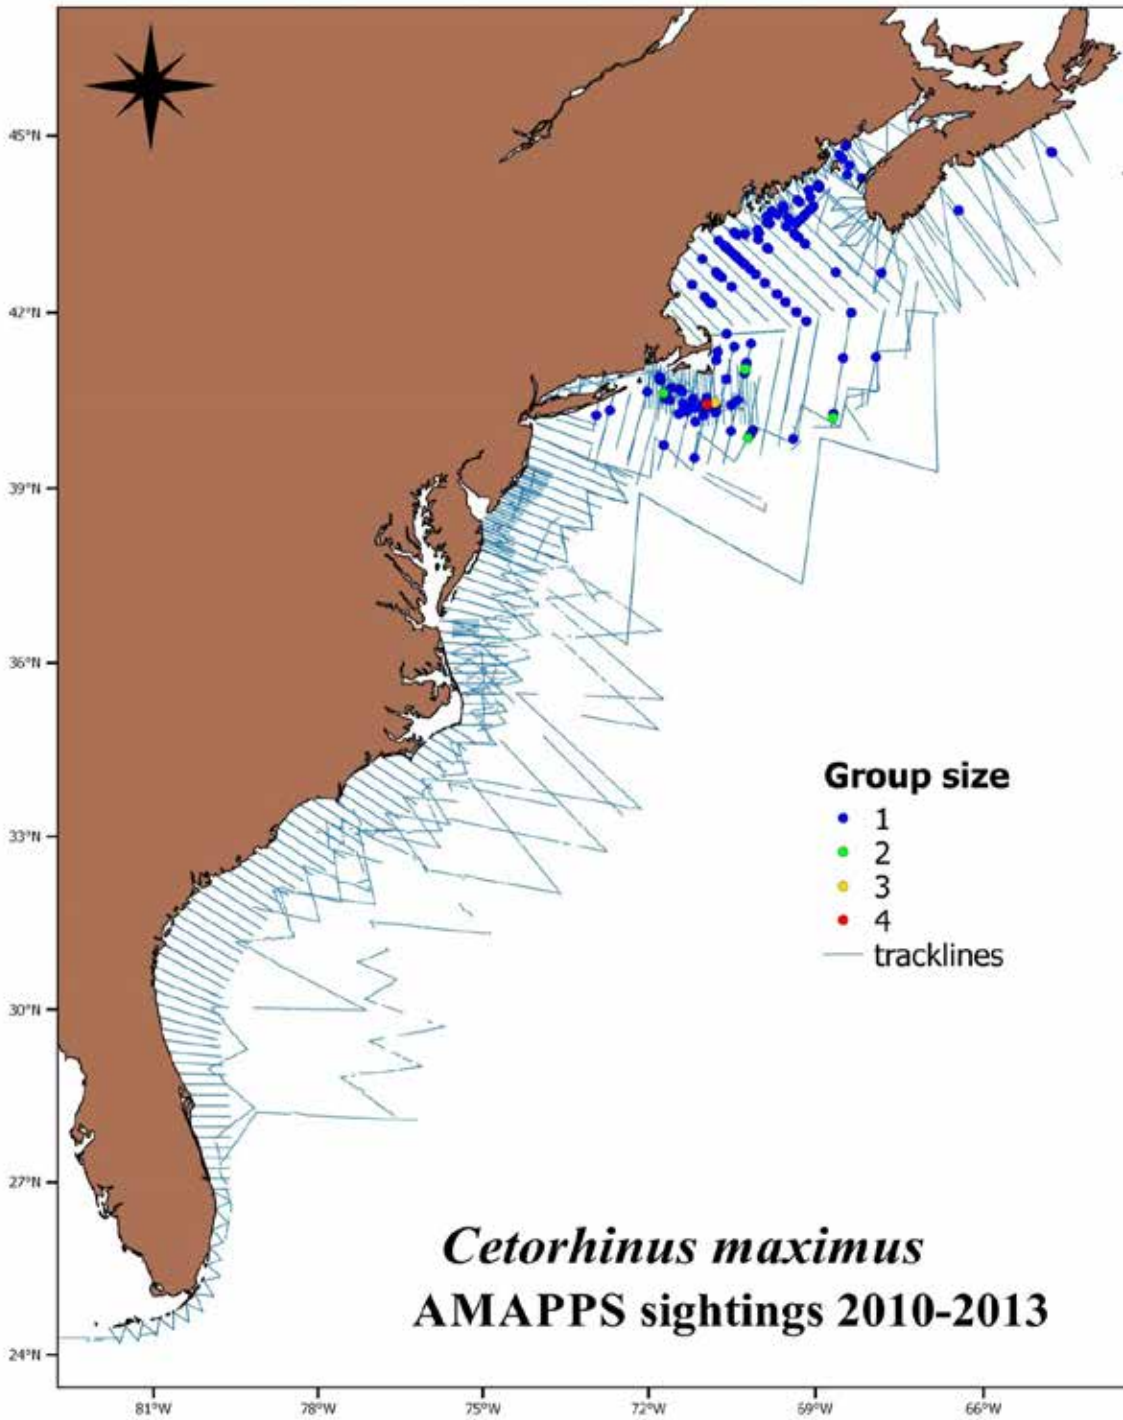 45°N
42°N
39°N
36°N
33°N
30°N
27°N
24°N
Group size
1
2
3
4
tracklines
Cetorhinus maximus
AMAPPS sightings 2010-2013
81°W
78°W
75°W
72°W
69°W
66°W